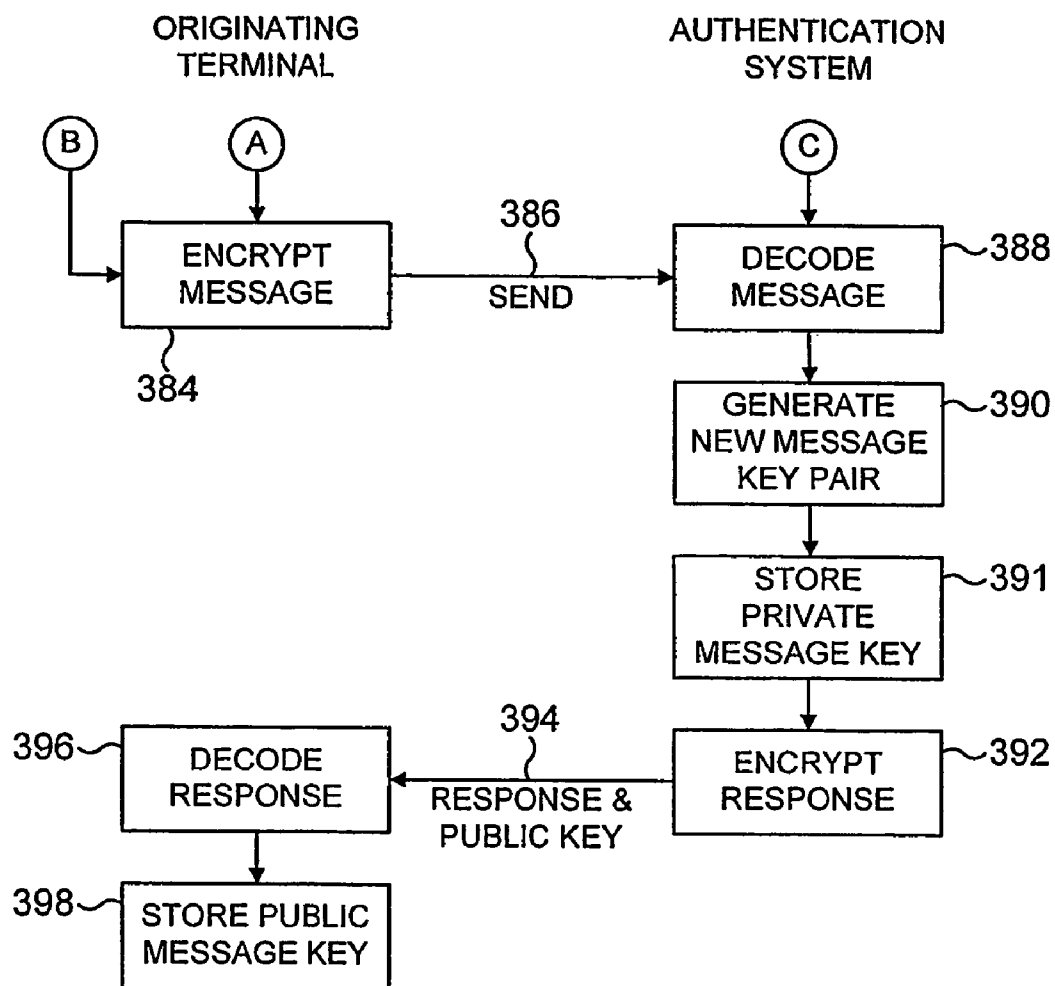 ORIGINATING
TERMINAL
AUTHENTICATION
SYSTEM
B
A
C
ENCRYPT
MESSAGE
384
386
SEND
DECODE
MESSAGE
388
GENERATE
NEW MESSAGE
KEY PAIR
390
STORE
PRIVATE
MESSAGE KEY
391
ENCRYPT
RESPONSE
392
394
RESPONSE &
PUBLIC KEY
396
DECODE
RESPONSE
398
STORE PUBLIC
MESSAGE KEY